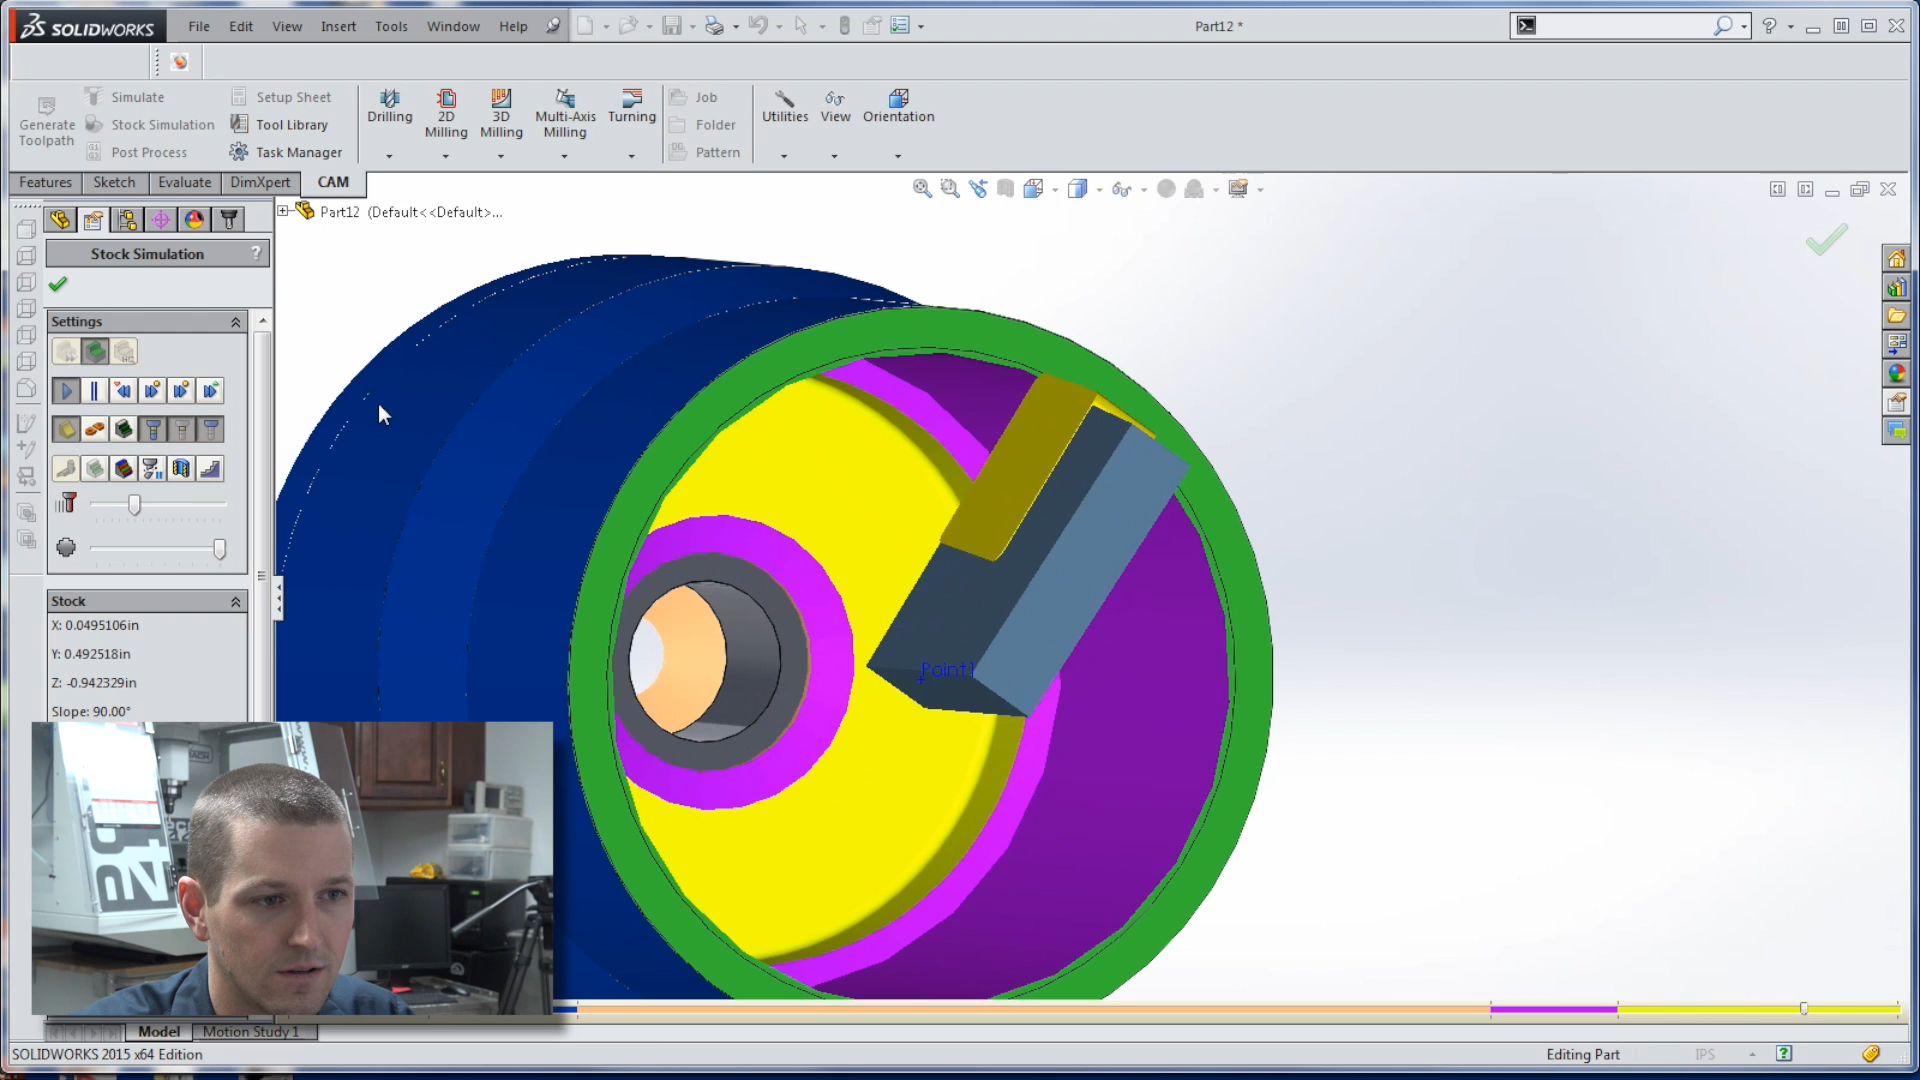 SOLIDWORKS
File Edit View Insert Tools Window Help
Part12 *
Generate Toolpath
Simulate
Stock Simulation
Post Process
Setup Sheet
Tool Library
Task Manager
Drilling
2D Milling
3D Milling
Multi-Axis Milling
Turning
Job
Folder
Pattern
Utilities
View
Orientation
Features Sketch Evaluate DimXpert CAM
Part12 (Default<<Default>...
Stock Simulation ?
Settings
Stock
X: 0.0495106in
Y: 0.492518in
Z: -0.942329in
Slope: 90.00°
Point1
Model Motion Study 1
SOLIDWORKS 2015 x64 Edition
Editing Part
IPS